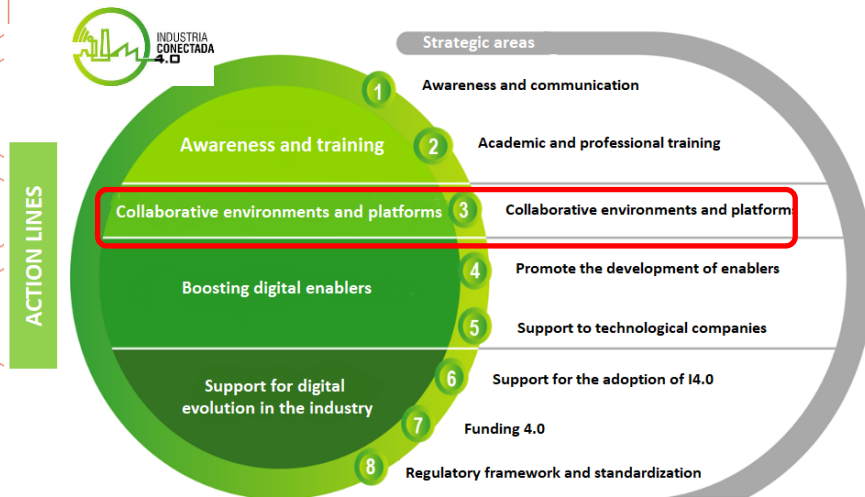 INDUSTRIA
CONECTADA
4.0
Strategic areas
ACTION LINES
1
Awareness and communication
Awareness and training
2
Academic and professional training
Collaborative environments and platforms
3
Collaborative environments and platforms
Boosting digital enablers
4
Promote the development of enablers
5
Support to technological companies
Support for digital
evolution in the industry
6
Support for the adoption of I4.0
7
Funding 4.0
8
Regulatory framework and standardization